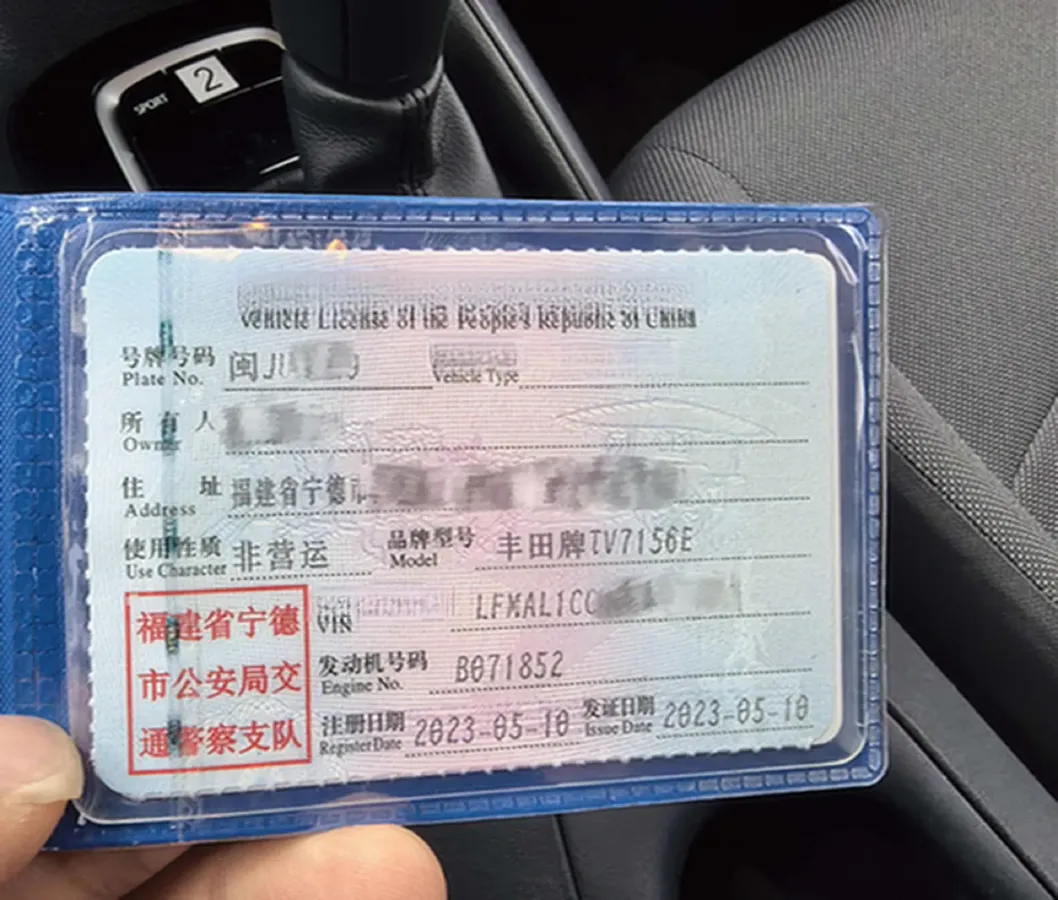 SPORT
2
Vehicle License of the People's Republic of China
号牌号码 闽J
Plate No. Vehicle Type
所有人
Owner
住址 福建省宁德市
Address
使用性质 非营运 品牌型号 丰田牌TV7156E
Use Character Model
福建省宁德
市公安局交
通警察支队
LFMAL1CC
VIN
发动机号码 B071852
Engine No.
注册日期 2023-05-10 发证日期 2023-05-10
Register Date Issue Date